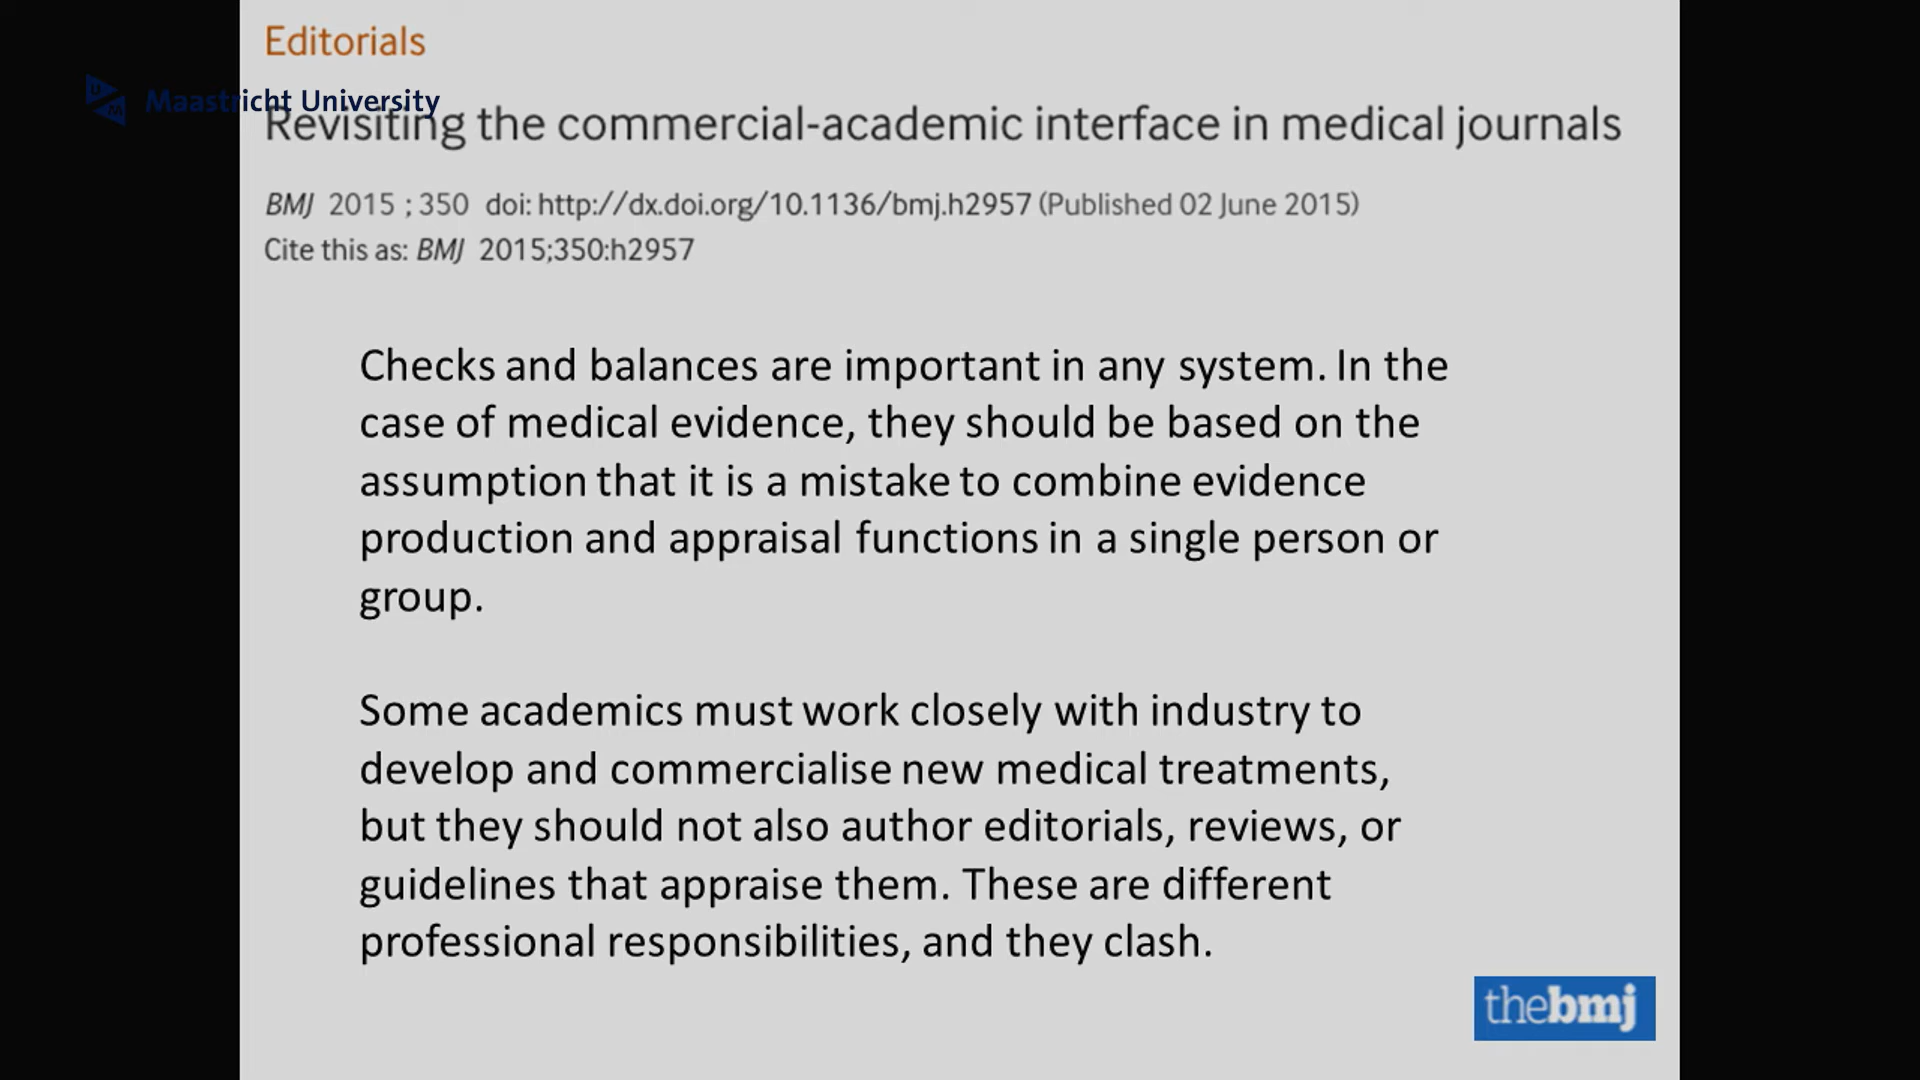 Editorials
Maastricht University
Revisiting the commercial-academic interface in medical journals
BMJ 2015 ; 350 doi: http://dx.doi.org/10.1136/bmj.h2957 (Published 02 June 2015)
Cite this as: BMJ 2015;350:h2957
Checks and balances are important in any system. In the
case of medical evidence, they should be based on the
assumption that it is a mistake to combine evidence
production and appraisal functions in a single person or
group.
Some academics must work closely with industry to
develop and commercialise new medical treatments,
but they should not also author editorials, reviews, or
guidelines that appraise them. These are different
professional responsibilities, and they clash.
thebmj